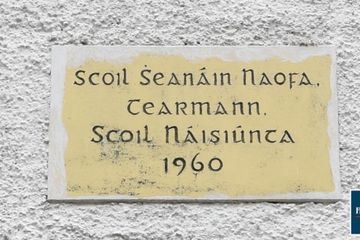 Scoil Ṡeanáin Naofa,
Tearmann,
Scoil Náisiúnta
1960